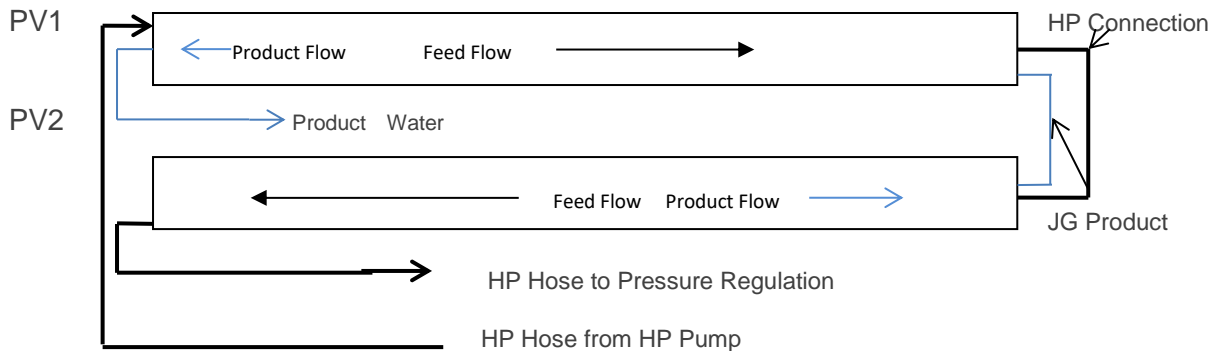 PV1
HP Connection
Product Flow Feed Flow
PV2
Product Water
Feed Flow Product Flow
JG Product
HP Hose to Pressure Regulation
HP Hose from HP Pump